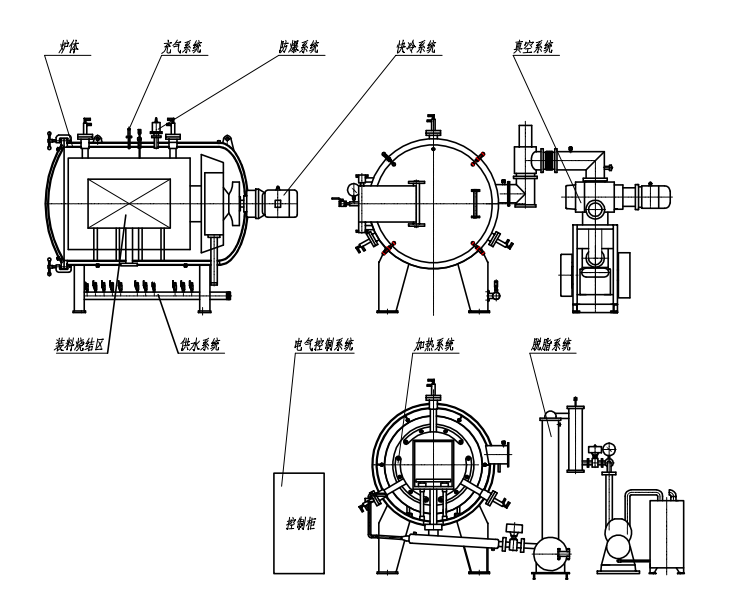 炉体
充气系统
防爆系统
快冷系统
真空系统
装料烧结区
供水系统
电气控制系统
加热系统
脱脂系统
控制柜